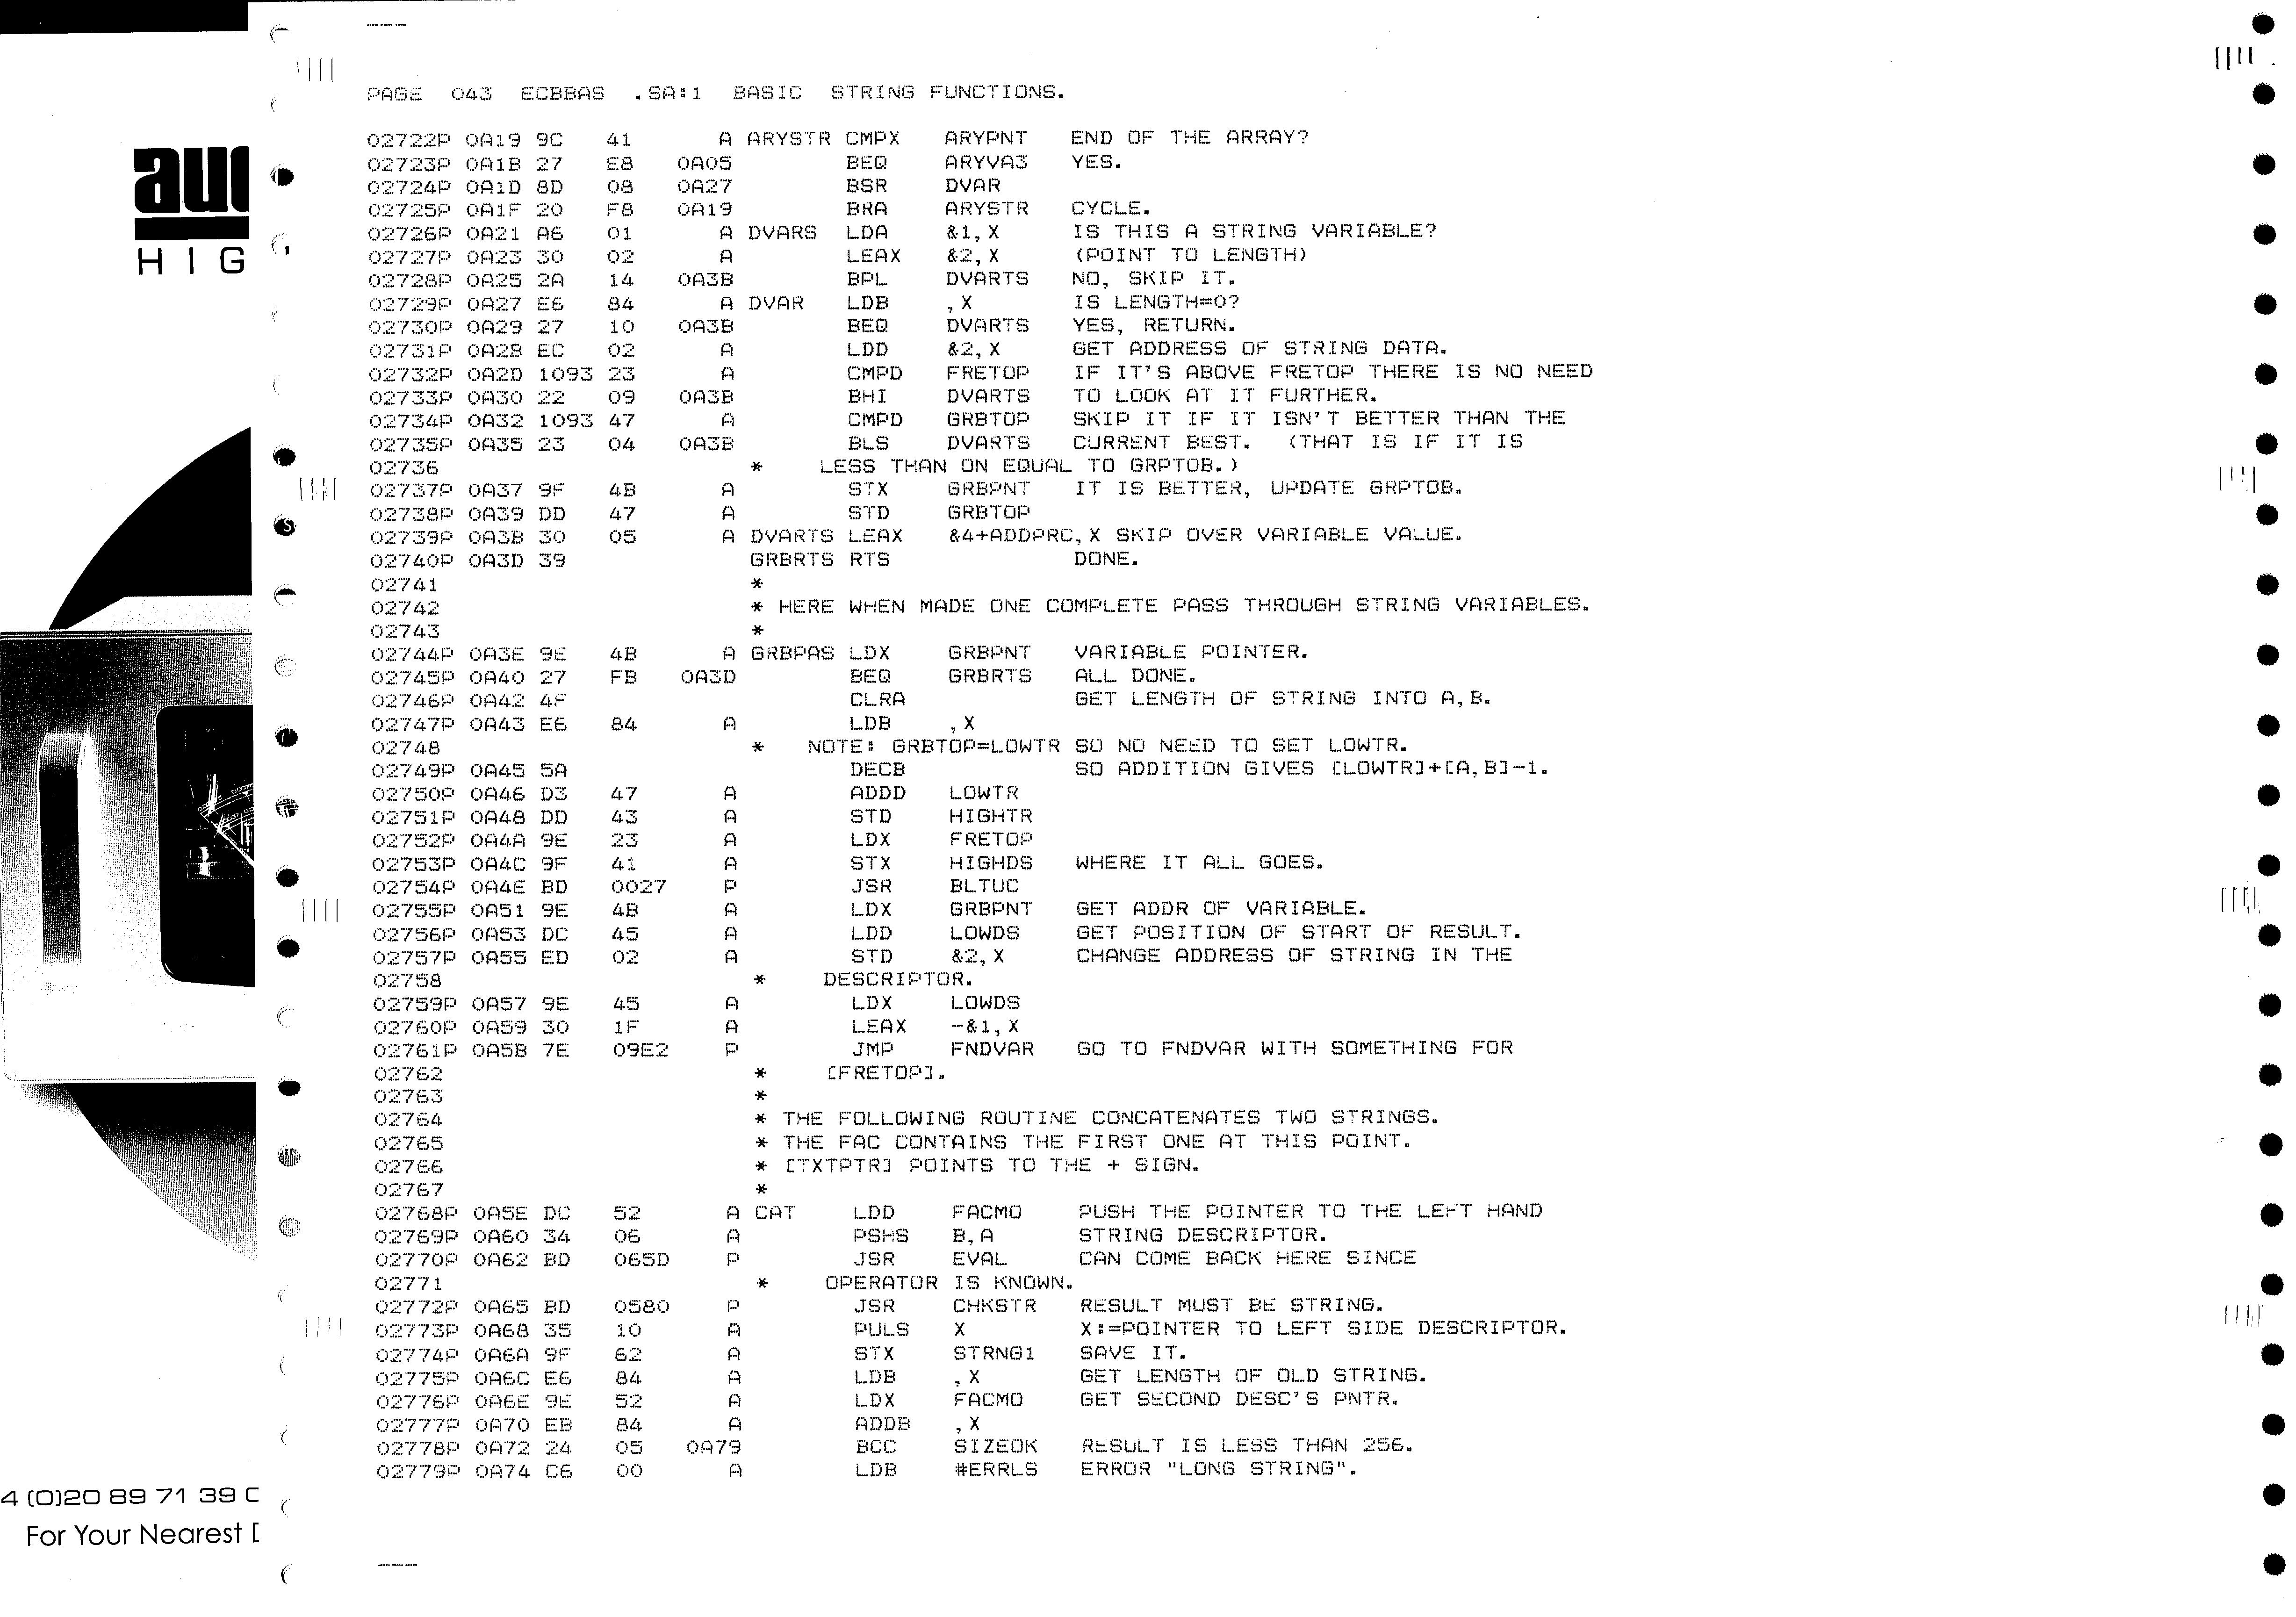 PAGE 043 ECBBAS .SA:1 BASIC STRING FUNCTIONS.
02722P 0A19 9C 41 A ARYSTR CMPX ARYPNT END OF THE ARRAY?
02723P 0A1B 27 E8 0A05 BEQ ARYVA3 YES.
02724P 0A1D 8D 08 0A27 BSR DVAR
02725P 0A1F 20 F8 0A19 BRA ARYSTR CYCLE.
02726P 0A21 A6 01 A DVARS LDA &1,X IS THIS A STRING VARIABLE?
02727P 0A23 30 02 A LEAX &2,X (POINT TO LENGTH)
02728P 0A25 2A 14 0A3B BPL DVARTS NO, SKIP IT.
02729P 0A27 E6 84 A DVAR LDB ,X IS LENGTH=0?
02730P 0A29 27 10 0A3B BEQ DVARTS YES, RETURN.
02731P 0A2B EC 02 A LDD &2,X GET ADDRESS OF STRING DATA.
02732P 0A2D 1093 23 A CMPD FRETOP IF IT'S ABOVE FRETOP THERE IS NO NEED
02733P 0A30 22 09 0A3B BHI DVARTS TO LOOK AT IT FURTHER.
02734P 0A32 1093 47 A CMPD GRBTOP SKIP IT IF IT ISN'T BETTER THAN THE
02735P 0A35 23 04 0A3B BLS DVARTS CURRENT BEST. (THAT IS IF IT IS
02736 * LESS THAN ON EQUAL TO GRPTOB.)
02737P 0A37 9F 4B A STX GRBPNT IT IS BETTER, UPDATE GRPTOB.
02738P 0A39 DD 47 A STD GRBTOP
02739P 0A3B 30 05 A DVARTS LEAX &4+ADDPRC,X SKIP OVER VARIABLE VALUE.
02740P 0A3D 39 GRBRTS RTS DONE.
02741 *
02742 * HERE WHEN MADE ONE COMPLETE PASS THROUGH STRING VARIABLES.
02743 *
02744P 0A3E 9E 4B A GRBPAS LDX GRBPNT VARIABLE POINTER.
02745P 0A40 27 FB 0A3D BEQ GRBRTS ALL DONE.
02746P 0A42 4F CLRA GET LENGTH OF STRING INTO A,B.
02747P 0A43 E6 84 A LDB ,X
02748 * NOTE: GRBTOP=LOWTR SO NO NEED TO SET LOWTR.
02749P 0A45 5A DECB SO ADDITION GIVES [LOWTR]+[A,B]-1.
02750P 0A46 D3 47 A ADDD LOWTR
02751P 0A48 DD 43 A STD HIGHTR
02752P 0A4A 9E 23 A LDX FRETOP
02753P 0A4C 9F 41 A STX HIGHDS WHERE IT ALL GOES.
02754P 0A4E BD 0027 P JSR BLTUC
02755P 0A51 9E 4B A LDX GRBPNT GET ADDR OF VARIABLE.
02756P 0A53 DC 45 A LDD LOWDS GET POSITION OF START OF RESULT.
02757P 0A55 ED 02 A STD &2,X CHANGE ADDRESS OF STRING IN THE
02758 * DESCRIPTOR.
02759P 0A57 9E 45 A LDX LOWDS
02760P 0A59 30 1F A LEAX -&1,X
02761P 0A5B 7E 09E2 P JMP FNDVAR GO TO FNDVAR WITH SOMETHING FOR
02762 * [FRETOP].
02763 *
02764 * THE FOLLOWING ROUTINE CONCATENATES TWO STRINGS.
02765 * THE FAC CONTAINS THE FIRST ONE AT THIS POINT.
02766 * [TXTPTR] POINTS TO THE + SIGN.
02767 *
02768P 0A5E DC 52 A CAT LDD FACMO PUSH THE POINTER TO THE LEFT HAND
02769P 0A60 34 06 A PSHS B,A STRING DESCRIPTOR.
02770P 0A62 BD 065D P JSR EVAL CAN COME BACK HERE SINCE
02771 * OPERATOR IS KNOWN.
02772P 0A65 BD 0580 P JSR CHKSTR RESULT MUST BE STRING.
02773P 0A68 35 10 A PULS X X:=POINTER TO LEFT SIDE DESCRIPTOR.
02774P 0A6A 9F 62 A STX STRNG1 SAVE IT.
02775P 0A6C E6 84 A LDB ,X GET LENGTH OF OLD STRING.
02776P 0A6E 9E 52 A LDX FACMO GET SECOND DESC'S PNTR.
02777P 0A70 EB 84 A ADDB ,X
02778P 0A72 24 05 0A79 BCC SIZEOK RESULT IS LESS THAN 256.
02779P 0A74 C6 00 A LDB #ERRLS ERROR "LONG STRING".
HIG
4 (0)20 89 71 39
For Your Nearest